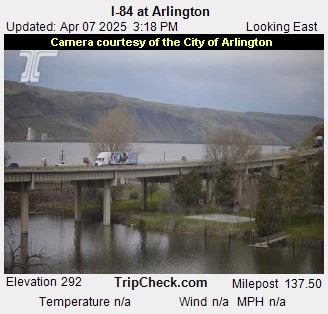 I-84 at Arlington
Updated: Apr 07 2025 3:18 PM Looking East
Camera courtesy of the City of Arlington
Elevation 292 TripCheck.com Milepost 137.50
Temperature n/a Wind n/a MPH n/a